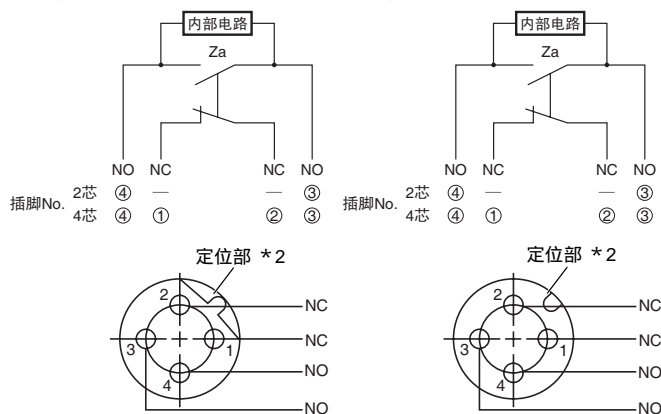 内部电路 内部电路
Za Za
NO NC NC NO NO NC NC NO
2芯 ④ — — ③ 2芯 ④ — — ③
插脚No. 插脚No.
4芯 ④ ① ② ③ 4芯 ④ ① ② ③
定位部 *2 定位部 *2
2 NC 2 NC
3 1 NC 3 1 NC
4 NO 4 NO
NO NO